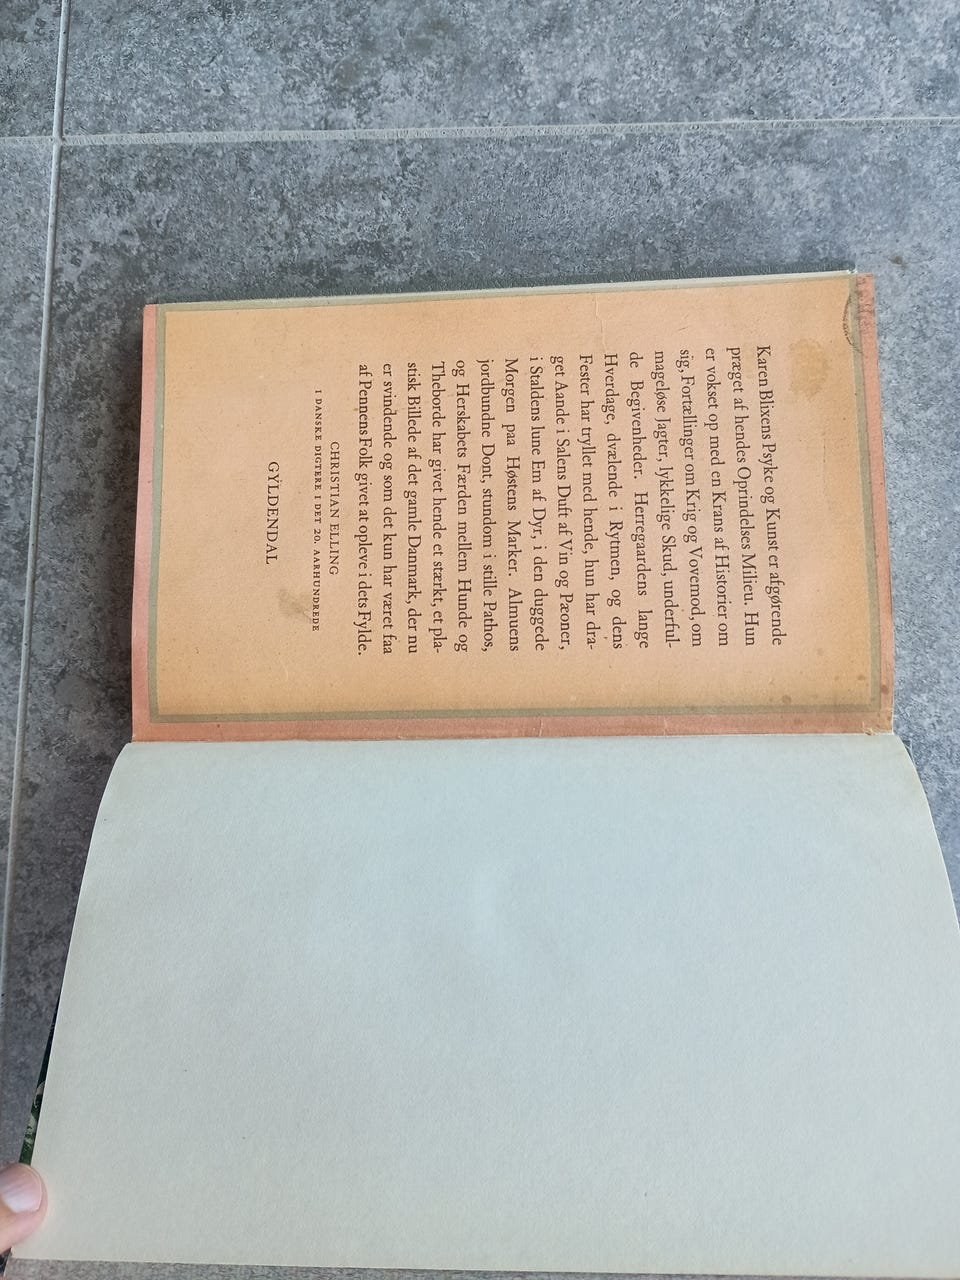 Karen Blixens Psyke og Kunst er afgørende
præget af hendes Oprindelses Milieu. Hun
er vokset op med en Krans af Historier om
sig, Fortællinger om Krig og Vovemod, om
mageløse Jagter, lykkelige Skud, underful-
de Begivenheder. Herregaardens lange
Hverdage, dvælende i Rytmen, og dens
Fester har tryllet med hende, hun har dra-
get Aande i Salens Duft af Vin og Pæoner,
i Staldens lune Em af Dyr, i den duggede
Morgen paa Høstens Marker. Almuens
jordbundne Dont, stundom i stille Pathos,
og Herskabets Færden mellem Hunde og
Theborde har givet hende et stærkt, et pla-
stisk Billede af det gamle Danmark, der nu
er svindende og som det kun har været faa
af Pennens Folk givet at opleve i dets Fylde.
CHRISTIAN ELLING
I DANSKE DIGTERE I DET 20. AARHUNDREDE
GYLDENDAL